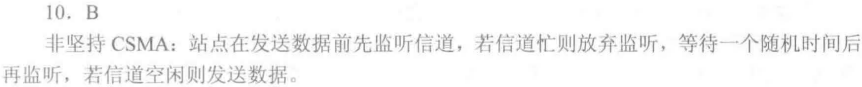 10．B
非坚持 CSMA：站点在发送数据前先监听信道，若信道忙则放弃监听，等待一个随机时间后
再监听，若信道空闲则发送数据。